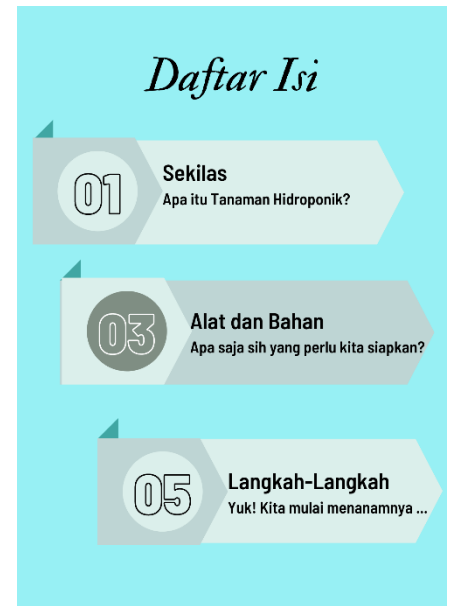 Daftar Isi
01
Sekilas
Apa itu Tanaman Hidroponik?
03
Alat dan Bahan
Apa saja sih yang perlu kita siapkan?
05
Langkah-Langkah
Yuk! Kita mulai menanamnya ...